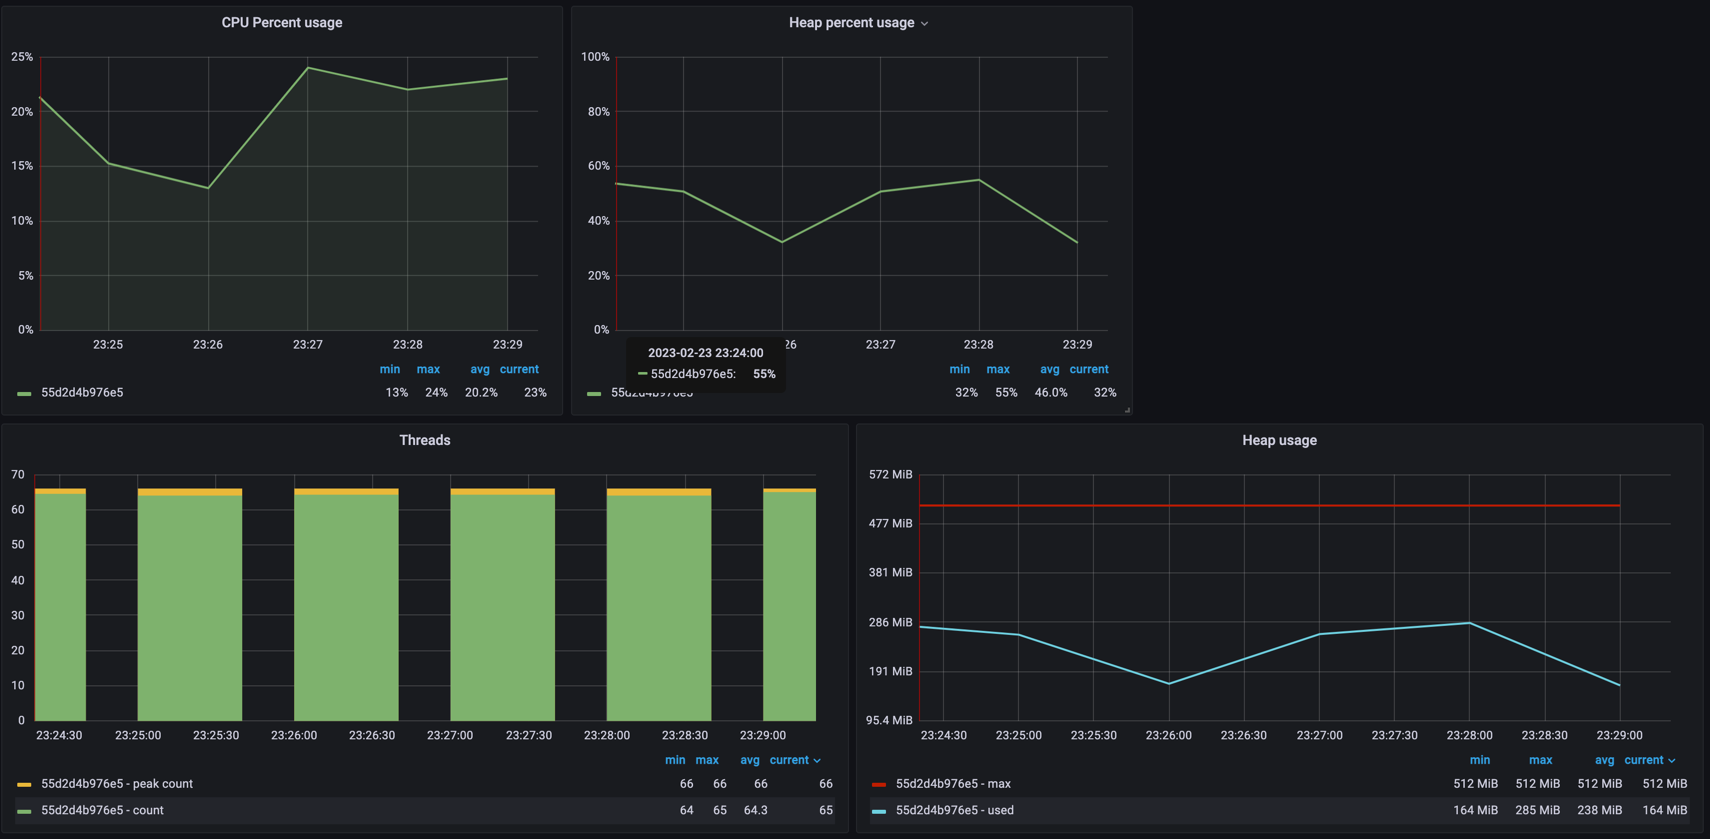 CPU Percent usage
25%
20%
15%
10%
5%
0%
23:25 23:26 23:27 23:28 23:29
min max avg current
55d2d4b976e5 13% 24% 20.2% 23%
Heap percent usage
100%
80%
60%
40%
20%
0%
26 23:27 23:28 23:29
2023-02-23 23:24:00
55d2d4b976e5: 55%
min max avg current
55d2d4b976e5 32% 55% 46.0% 32%
Threads
70
60
50
40
30
20
10
0
23:24:30 23:25:00 23:25:30 23:26:00 23:26:30 23:27:00 23:27:30 23:28:00 23:28:30 23:29:00
min max avg current
55d2d4b976e5 - peak count 66 66 66 66
55d2d4b976e5 - count 64 65 64.3 65
Heap usage
572 MiB
477 MiB
381 MiB
286 MiB
191 MiB
95.4 MiB
23:24:30 23:25:00 23:25:30 23:26:00 23:26:30 23:27:00 23:27:30 23:28:00 23:28:30 23:29:00
min max avg current
55d2d4b976e5 - max 512 MiB 512 MiB 512 MiB 512 MiB
55d2d4b976e5 - used 164 MiB 285 MiB 238 MiB 164 MiB